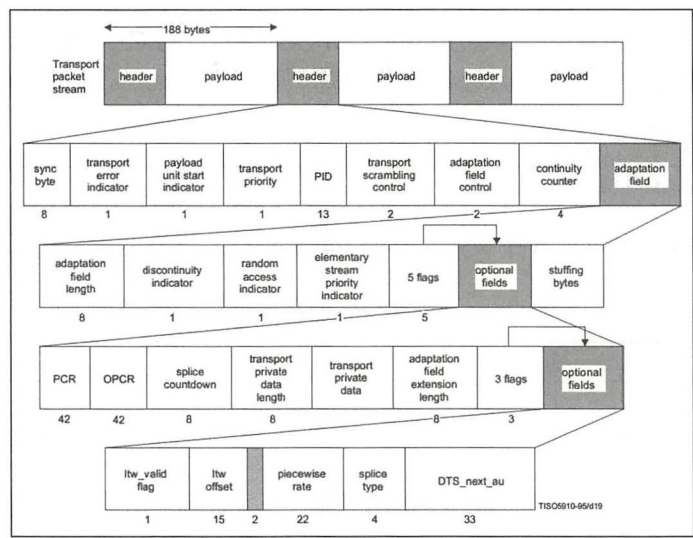 188 bytes
Transport
packet
stream
header
payload
header
payload
header
payload
sync
byte
transport
error
indicator
payload
unit start
indicator
transport
priority
PID
transport
scrambling
control
adaptation
field
control
continuity
counter
adaptation
field
8
1
1
1
13
2
2
4
adaptation
field
length
discontinuity
indicator
random
access
indicator
elementary
stream
priority
indicator
5 flags
optional
fields
stuffing
bytes
8
1
1
1
5
PCR
OPCR
splice
countdown
transport
private
data
length
transport
private
data
adaptation
field
extension
length
3 flags
optional
fields
42
42
8
8
8
3
ltw_valid
flag
ltw
offset
piecewise
rate
splice
type
DTS_next_au
1
15
2
22
4
33
TISO5910-95/d19